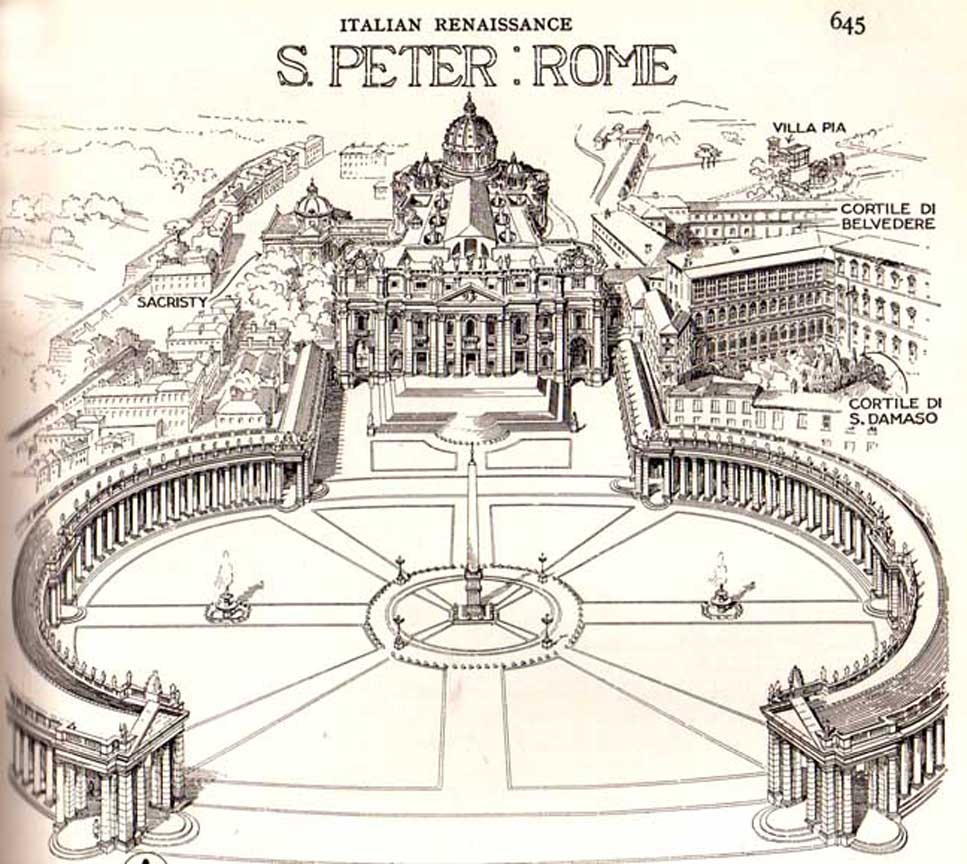 ITALIAN RENAISSANCE
645
S. PETER : ROME
VILLA PIA
CORTILE DI
BELVEDERE
SACRISTY
CORTILE DI
S. DAMASO